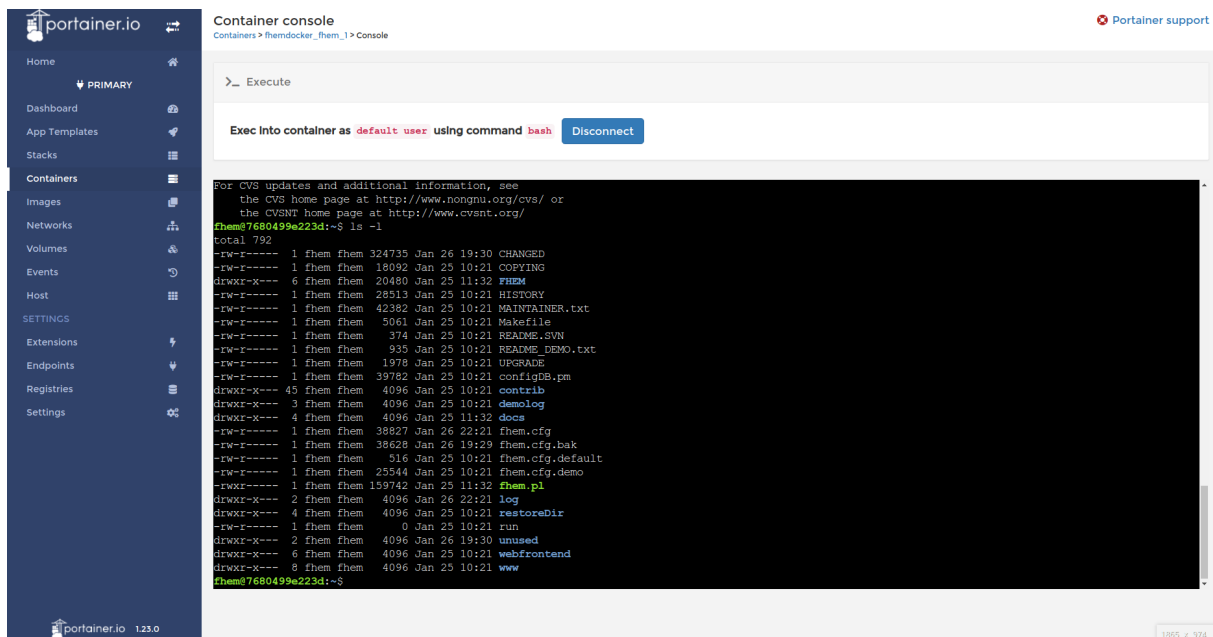 portainer.io
Home
PRIMARY
Dashboard
App Templates
Stacks
Containers
Images
Networks
Volumes
Events
Host
SETTINGS
Extensions
Endpoints
Registries
Settings
portainer.io 1.23.0
Container console
Containers > fhemdocker_fhem_1 > Console
Portainer support
>_ Execute
Exec into container as default user using command bash Disconnect
For CVS updates and additional information, see
the CVS home page at http://www.nongnu.org/cvs/ or
the CVSNT home page at http://www.cvsnt.org/
fhem@7680499e223d:~$ ls -l
total 792
-rw-r----- 1 fhem fhem 324735 Jan 26 19:30 CHANGED
-rw-r----- 1 fhem fhem 18092 Jan 25 10:21 COPYING
drwxr-x--- 6 fhem fhem 20480 Jan 25 11:32 FHEM
-rw-r----- 1 fhem fhem 28513 Jan 25 10:21 HISTORY
-rw-r----- 1 fhem fhem 42382 Jan 25 10:21 MAINTAINER.txt
-rw-r----- 1 fhem fhem 5061 Jan 25 10:21 Makefile
-rw-r----- 1 fhem fhem 374 Jan 25 10:21 README.SVN
-rw-r----- 1 fhem fhem 935 Jan 25 10:21 README_DEMO.txt
-rw-r----- 1 fhem fhem 1978 Jan 25 10:21 UPGRADE
-rw-r----- 1 fhem fhem 39782 Jan 25 10:21 configDB.pm
drwxr-x--- 45 fhem fhem 4096 Jan 25 10:21 contrib
drwxr-x--- 3 fhem fhem 4096 Jan 25 10:21 demolog
drwxr-x--- 4 fhem fhem 4096 Jan 25 11:32 docs
-rw-r----- 1 fhem fhem 38827 Jan 26 22:21 fhem.cfg
-rw-r----- 1 fhem fhem 38628 Jan 26 19:29 fhem.cfg.bak
-rw-r----- 1 fhem fhem 516 Jan 25 10:21 fhem.cfg.default
-rw-r----- 1 fhem fhem 25544 Jan 25 10:21 fhem.cfg.demo
-rwxr----- 1 fhem fhem 159742 Jan 25 11:32 fhem.pl
drwxr-x--- 2 fhem fhem 4096 Jan 26 22:21 log
drwxr-x--- 4 fhem fhem 4096 Jan 25 10:21 restoreDir
-rw-r----- 1 fhem fhem 0 Jan 25 10:21 run
drwxr-x--- 2 fhem fhem 4096 Jan 26 19:30 unused
drwxr-x--- 6 fhem fhem 4096 Jan 25 10:21 webfrontend
drwxr-x--- 8 fhem fhem 4096 Jan 25 10:21 www
fhem@7680499e223d:~$
1865 x 974